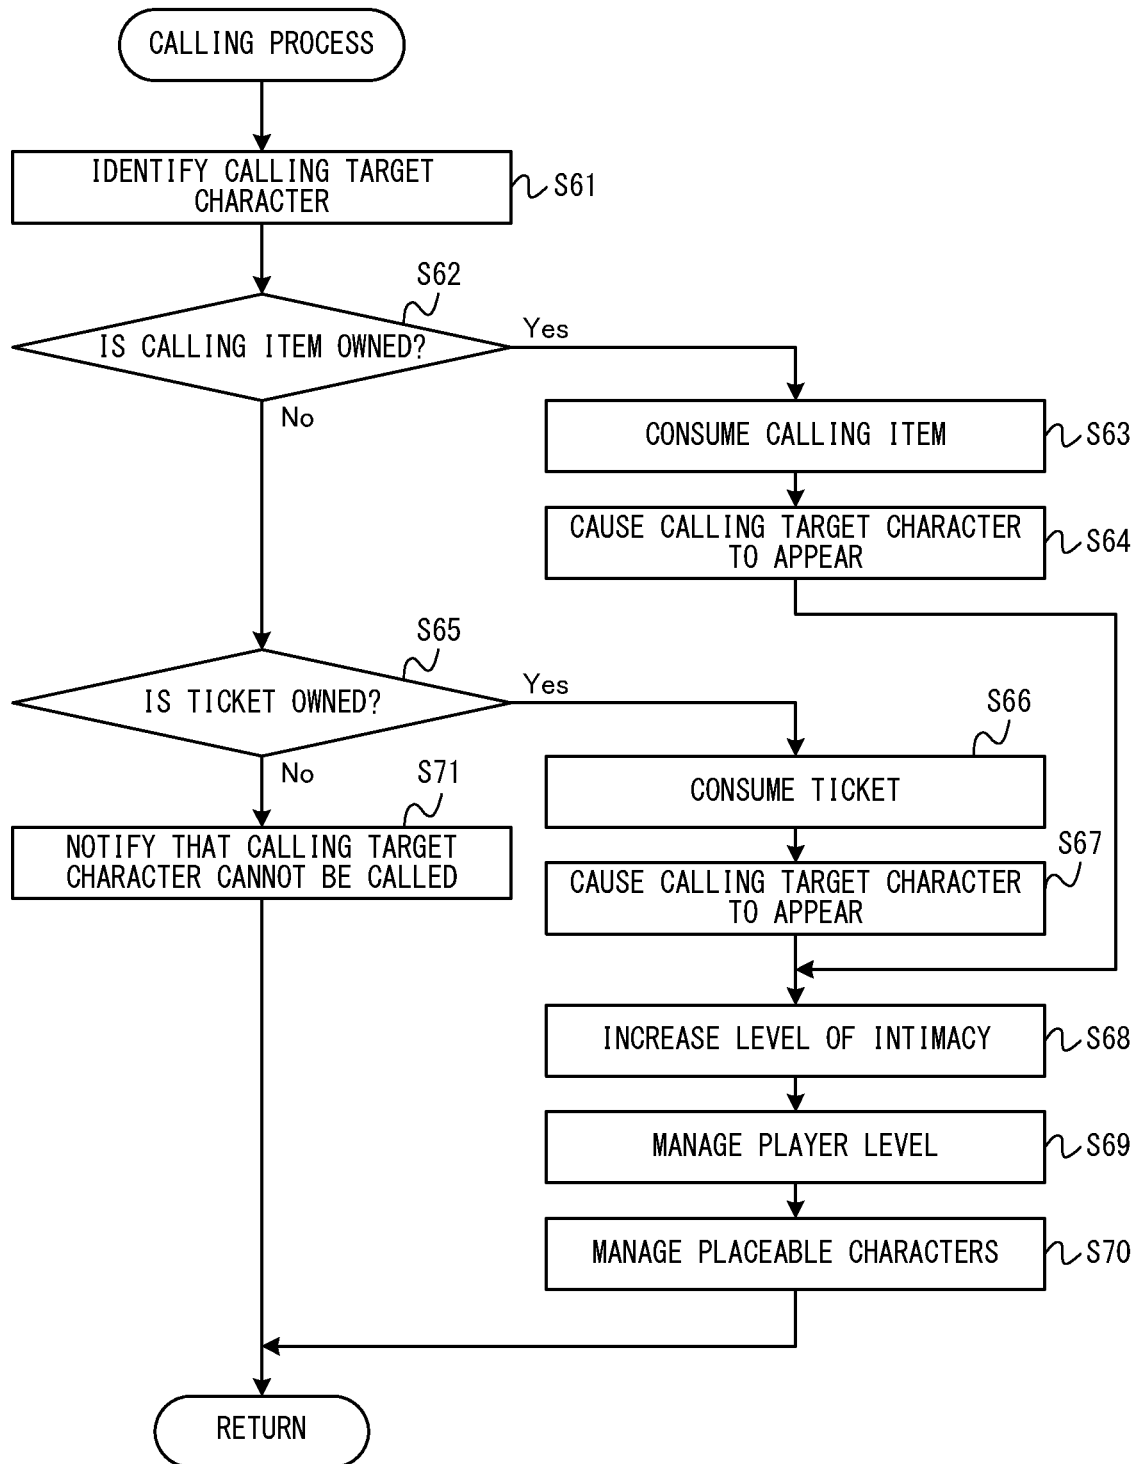 CALLING PROCESS
IDENTIFY CALLING TARGET
CHARACTER
S61
S62
IS CALLING ITEM OWNED?
Yes
No
CONSUME CALLING ITEM
S63
CAUSE CALLING TARGET CHARACTER
TO APPEAR
S64
S65
IS TICKET OWNED?
Yes
No
S66
CONSUME TICKET
S71
NOTIFY THAT CALLING TARGET
CHARACTER CANNOT BE CALLED
S67
CAUSE CALLING TARGET CHARACTER
TO APPEAR
INCREASE LEVEL OF INTIMACY
S68
MANAGE PLAYER LEVEL
S69
MANAGE PLACEABLE CHARACTERS
S70
RETURN